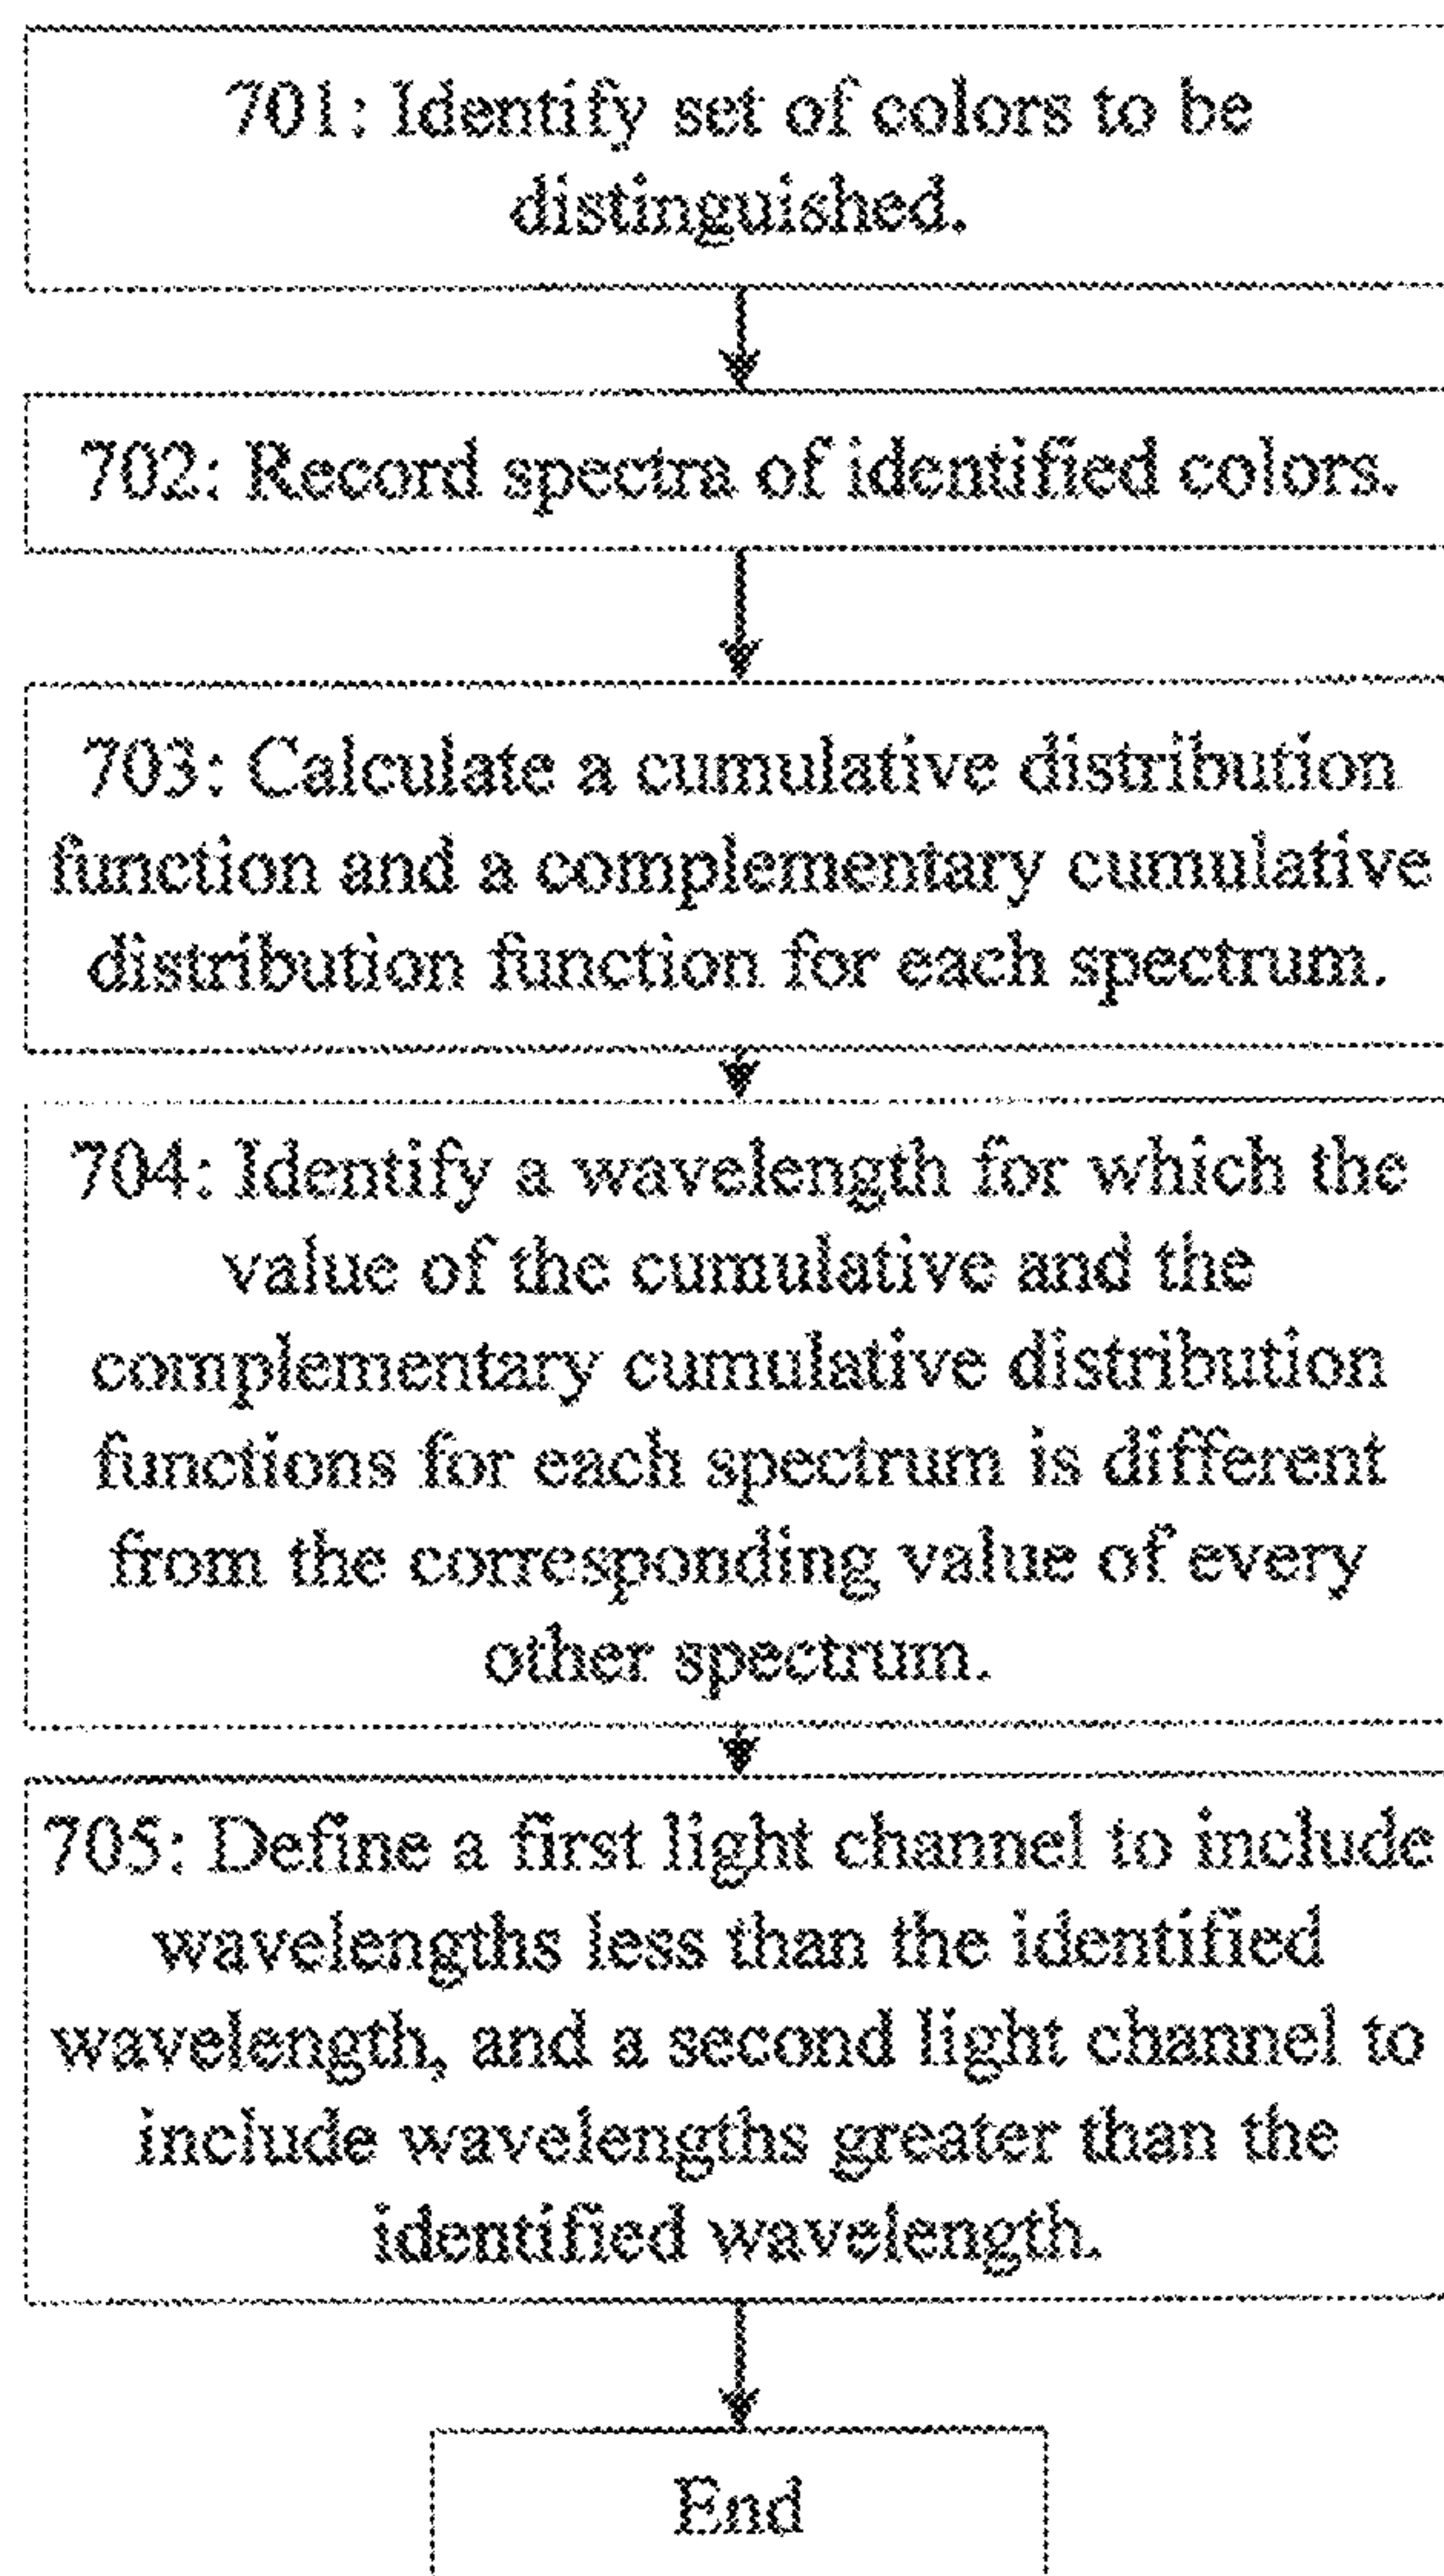 701: Identify set of colors to be
distinguished.
702: Record spectra of identified colors.
703: Calculate a cumulative distribution
function and a complementary cumulative
distribution function for each spectrum.
704: Identify a wavelength for which the
value of the cumulative and the
complementary cumulative distribution
functions for each spectrum is different
from the corresponding value of every
other spectrum.
705: Define a first light channel to include
wavelengths less than the identified
wavelength, and a second light channel to
include wavelengths greater than the
identified wavelength.
End